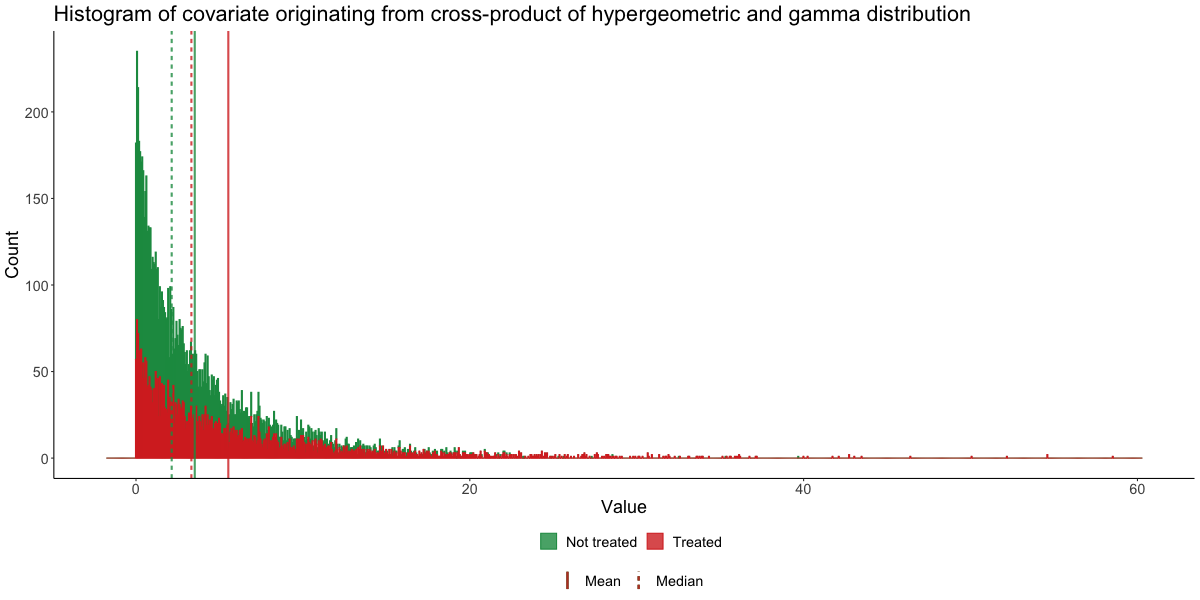 Histogram of covariate originating from cross-product of hypergeometric and gamma distribution
Count
200
150
100
50
0
0 20 40 60
Value
Not treated Treated
Mean Median